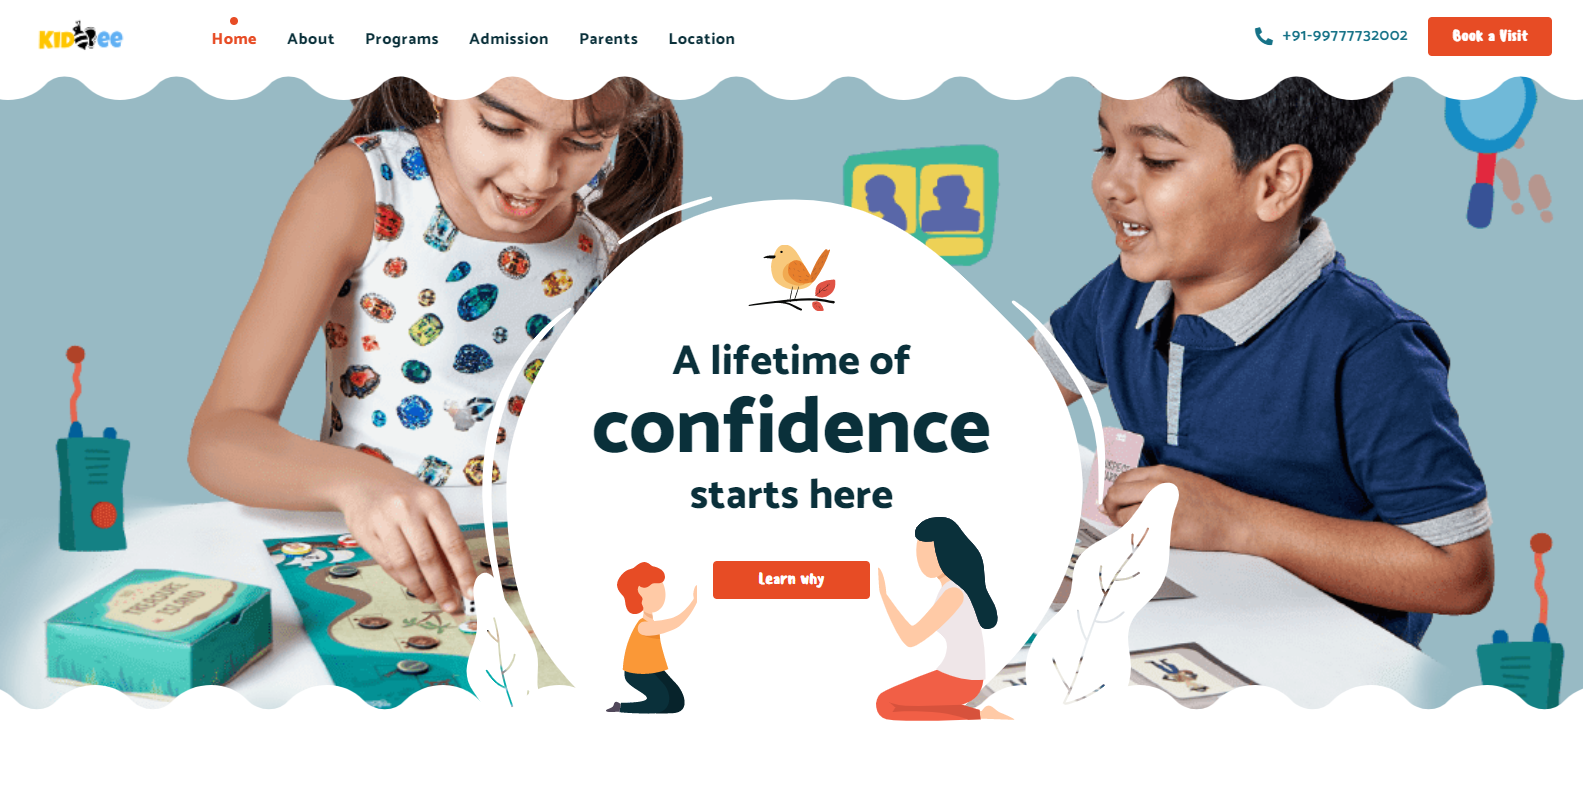 KIDBEE
Home
About
Programs
Admission
Parents
Location
+91-99777732002
Book a Visit
A lifetime of
confidence
starts here
Learn why
TREASURE
ISLAND